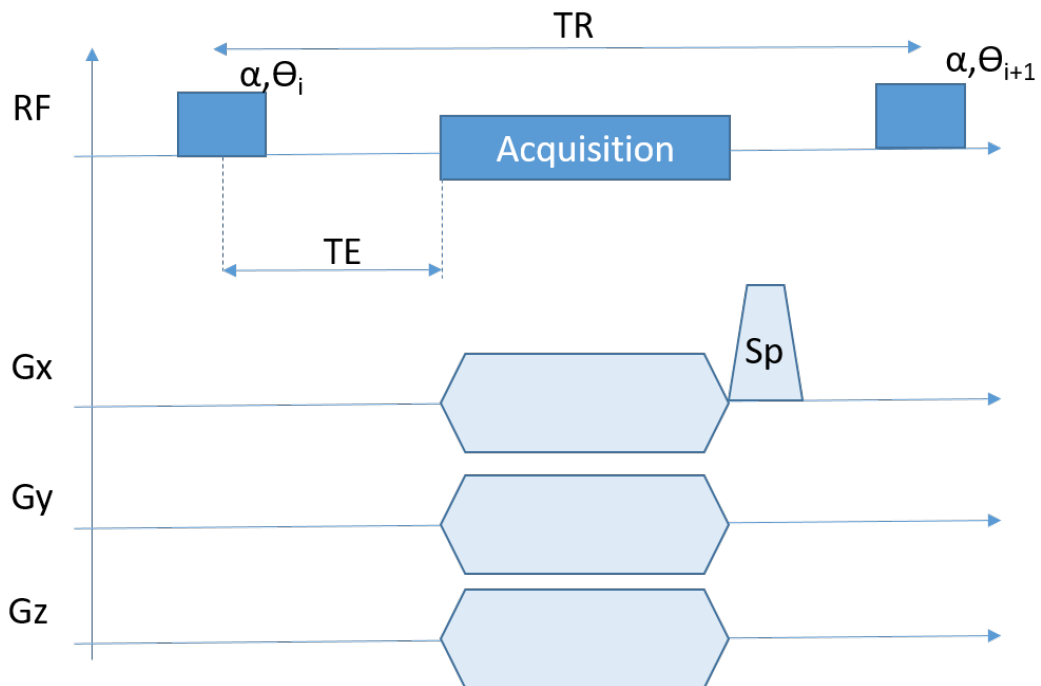 TR
α,Θᵢ
α,Θᵢ₊₁
RF
Acquisition
TE
Sp
Gx
Gy
Gz